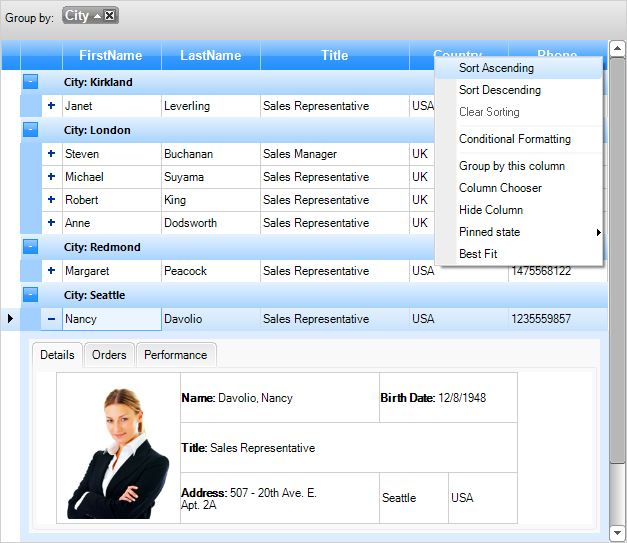 Group by: City
FirstName LastName Title Country Phone
City: Kirkland
Janet Leverling Sales Representative USA
City: London
Steven Buchanan Sales Manager UK
Michael Suyama Sales Representative UK
Robert King Sales Representative UK
Anne Dodsworth Sales Representative UK
City: Redmond
Margaret Peacock Sales Representative USA 1475568122
City: Seattle
Nancy Davolio Sales Representative USA 1235559857
Sort Ascending
Sort Descending
Clear Sorting
Conditional Formatting
Group by this column
Column Chooser
Hide Column
Pinned state
Best Fit
Details Orders Performance
Name: Davolio, Nancy Birth Date: 12/8/1948
Title: Sales Representative
Address: 507 - 20th Ave. E.
Apt. 2A
Seattle USA